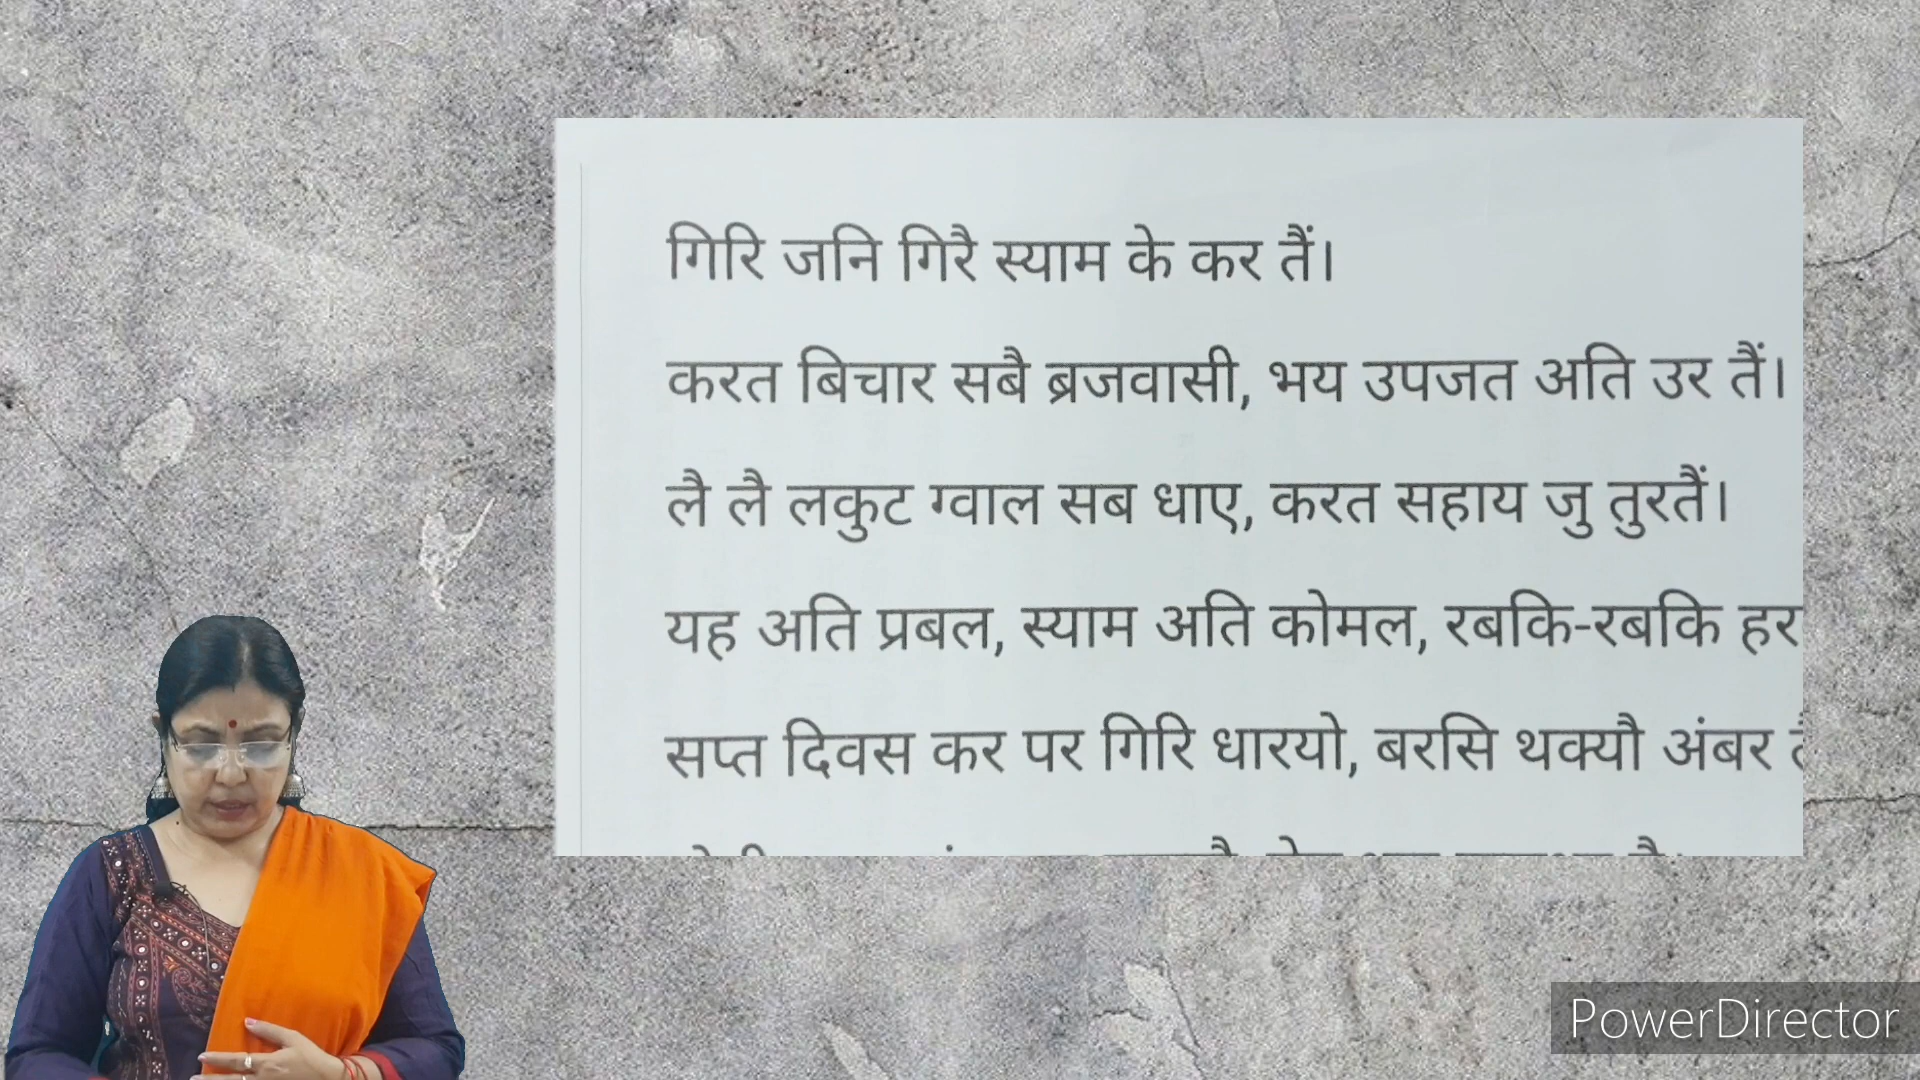 गिरि जनि गिरै स्याम के कर तैं।
करत बिचार सबै ब्रजवासी, भय उपजत अति उर तैं।
लै लै लकुट ग्वाल सब धाए, करत सहाय जु तुरतैं।
यह अति प्रबल, स्याम अति कोमल, रबकि-रबकि हर
सप्त दिवस कर पर गिरि धारयो, बरसि थक्यौ अंबर
PowerDirector